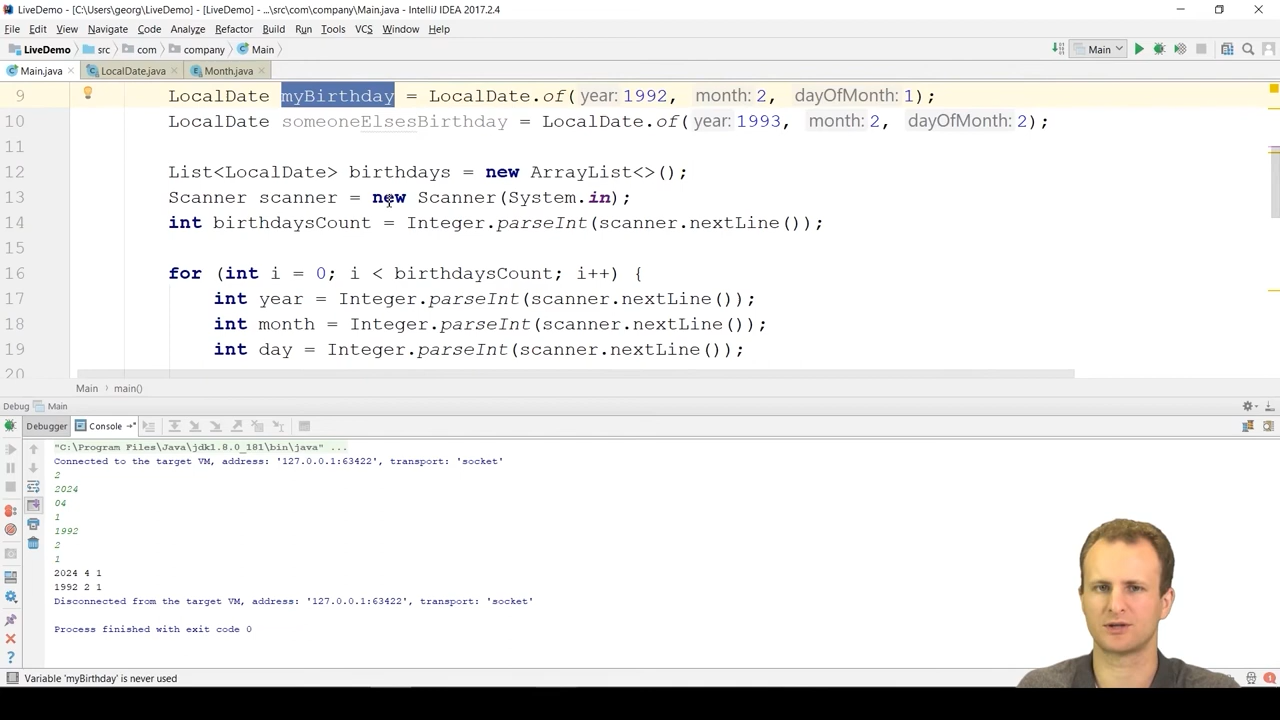 LiveDemo - [C:\Users\georg\LiveDemo] - [LiveDemo] - ...\src\com\company\Main.java - IntelliJ IDEA 2017.2.4
File Edit View Navigate Code Analyze Refactor Build Run Tools VCS Window Help
LiveDemo src com company Main Main
Main.java LocalDate.java Month.java
9 LocalDate myBirthday = LocalDate.of( year: 1992, month: 2, dayOfMonth: 1);
10 LocalDate someoneElsesBirthday = LocalDate.of( year: 1993, month: 2, dayOfMonth: 2);
11
12 List<LocalDate> birthdays = new ArrayList<>();
13 Scanner scanner = new Scanner(System.in);
14 int birthdaysCount = Integer.parseInt(scanner.nextLine());
15
16 for (int i = 0; i < birthdaysCount; i++) {
17 int year = Integer.parseInt(scanner.nextLine());
18 int month = Integer.parseInt(scanner.nextLine());
19 int day = Integer.parseInt(scanner.nextLine());
20
Main main()
Debug Main
Debugger Console
"C:\Program Files\Java\jdk1.8.0_181\bin\java" ...
Connected to the target VM, address: '127.0.0.1:63422', transport: 'socket'
2
2024
04
1
1992
2
1
2024 4 1
1992 2 1
Disconnected from the target VM, address: '127.0.0.1:63422', transport: 'socket'
Process finished with exit code 0
Variable 'myBirthday' is never used
1